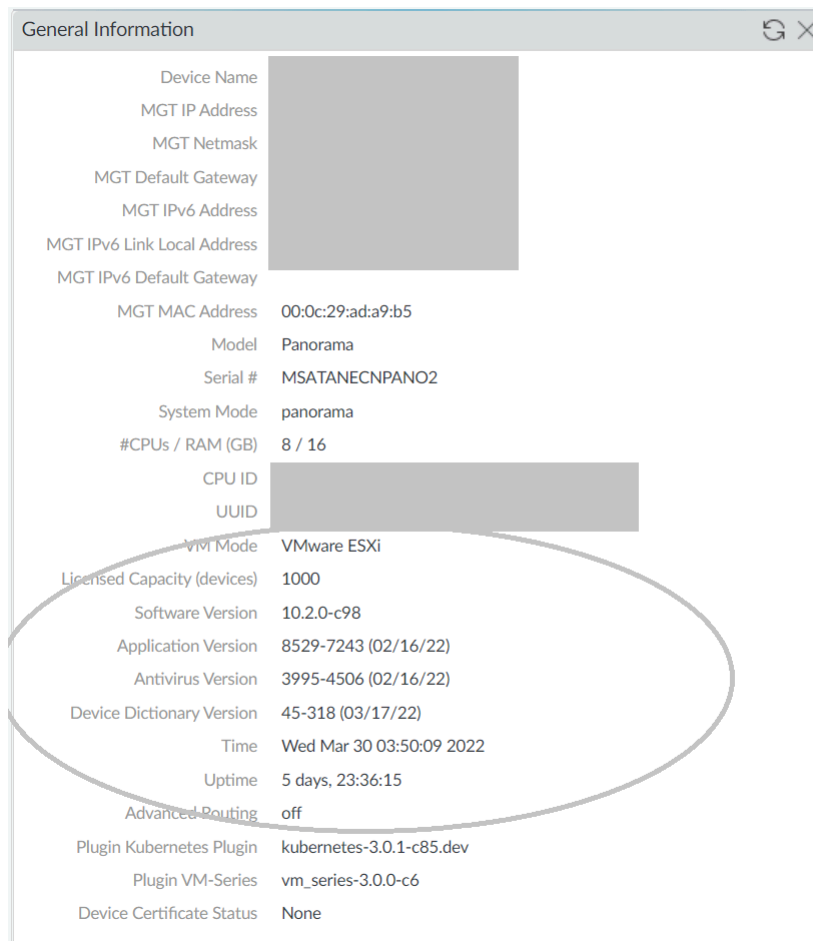 General Information
Device Name
MGT IP Address
MGT Netmask
MGT Default Gateway
MGT IPv6 Address
MGT IPv6 Link Local Address
MGT IPv6 Default Gateway
MGT MAC Address 00:0c:29:ad:a9:b5
Model Panorama
Serial # MSATANECNPANO2
System Mode panorama
#CPUs / RAM (GB) 8 / 16
CPU ID
UUID
VM Mode VMware ESXi
Licensed Capacity (devices) 1000
Software Version 10.2.0-c98
Application Version 8529-7243 (02/16/22)
Antivirus Version 3995-4506 (02/16/22)
Device Dictionary Version 45-318 (03/17/22)
Time Wed Mar 30 03:50:09 2022
Uptime 5 days, 23:36:15
Advanced Routing off
Plugin Kubernetes Plugin kubernetes-3.0.1-c85.dev
Plugin VM-Series vm_series-3.0.0-c6
Device Certificate Status None